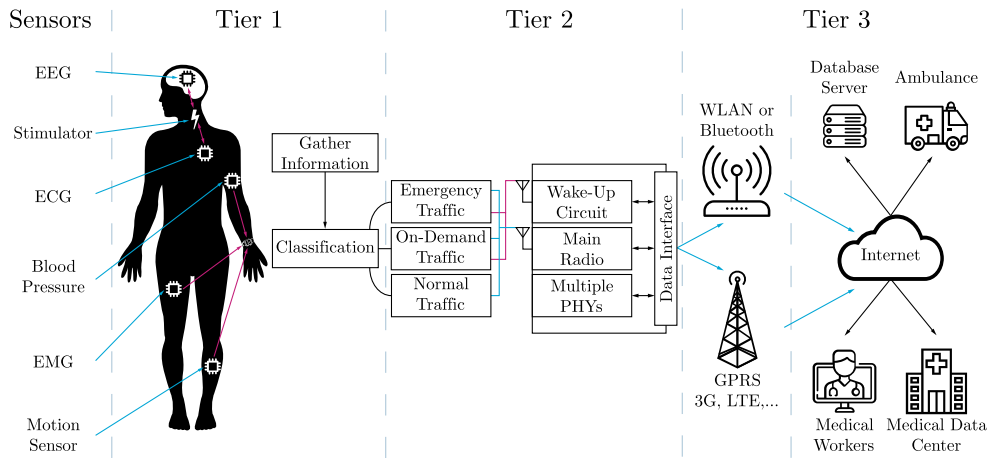 Sensors
Tier 1
Tier 2
Tier 3
EEG
Stimulator
ECG
Blood
Pressure
EMG
Motion
Sensor
Gather
Information
Classification
Emergency
Traffic
On-Demand
Traffic
Normal
Traffic
Wake-Up
Circuit
Main
Radio
Multiple
PHYs
Data Interface
WLAN or
Bluetooth
GPRS
3G, LTE,...
Database
Server
Ambulance
Internet
Medical
Workers
Medical Data
Center